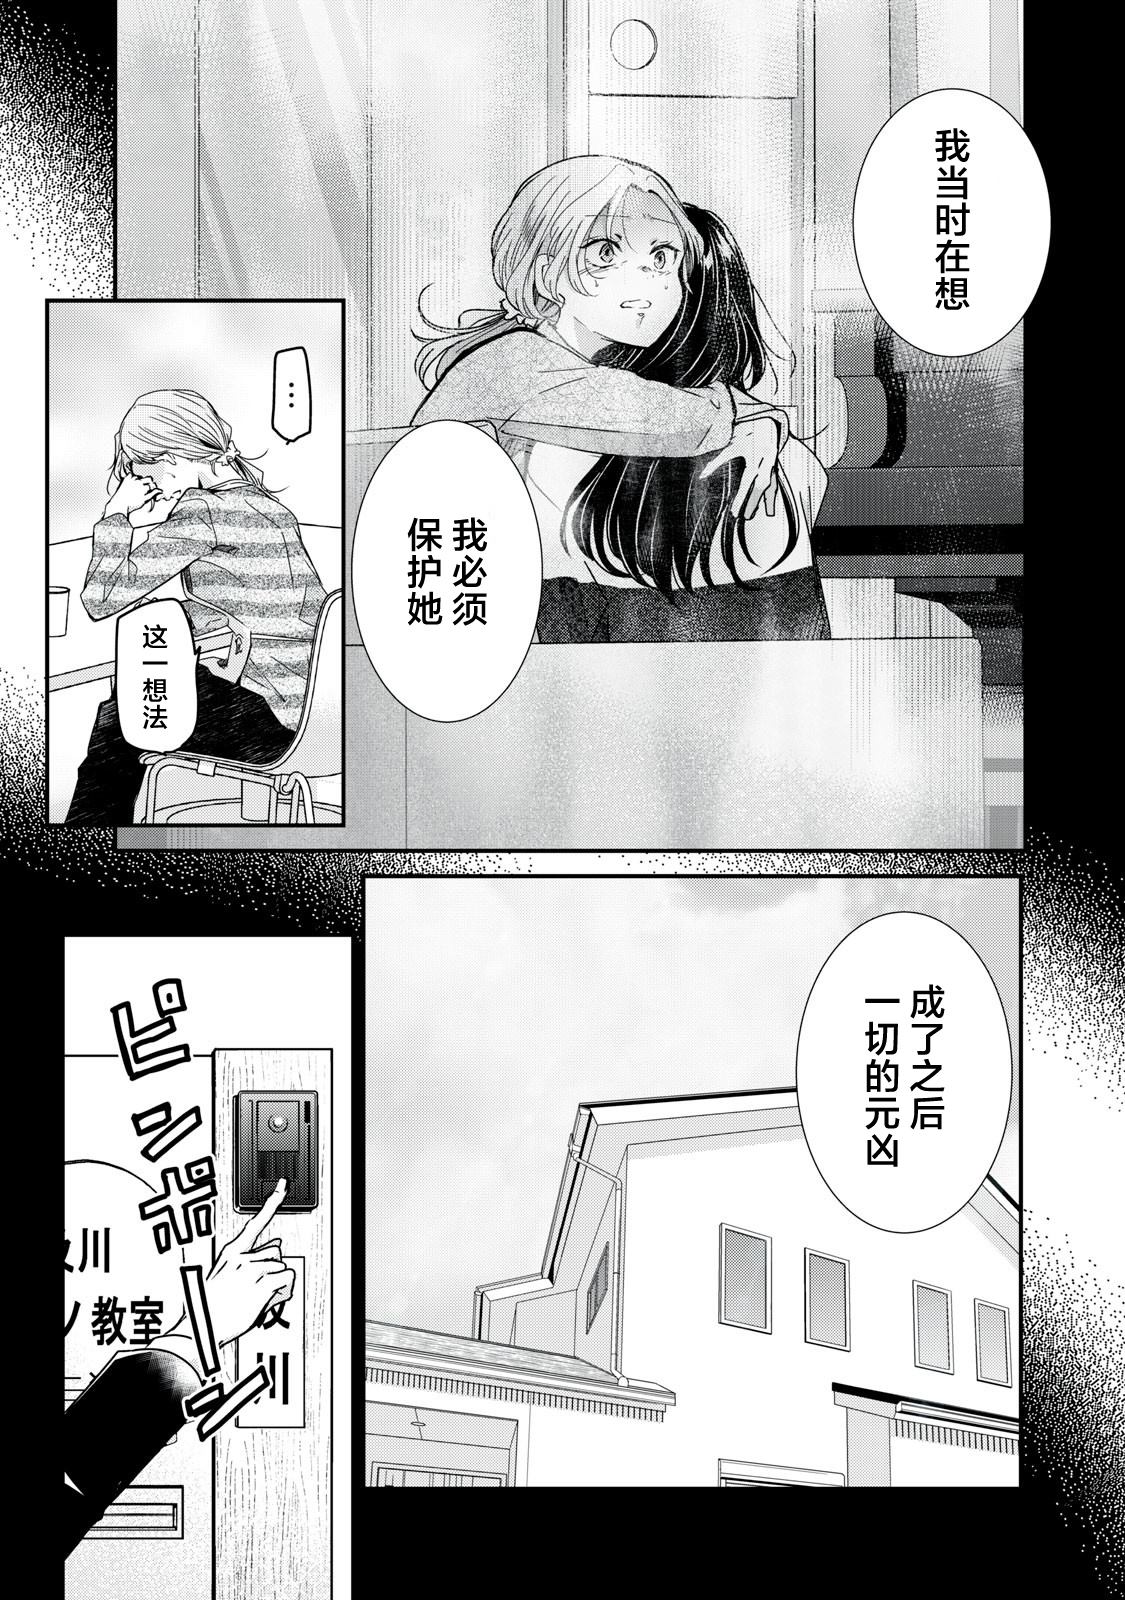 我当时在想
我必须
保护她
…
这一想法
成了之后
一切的元凶
ピンポーン
川
ノ教室
川